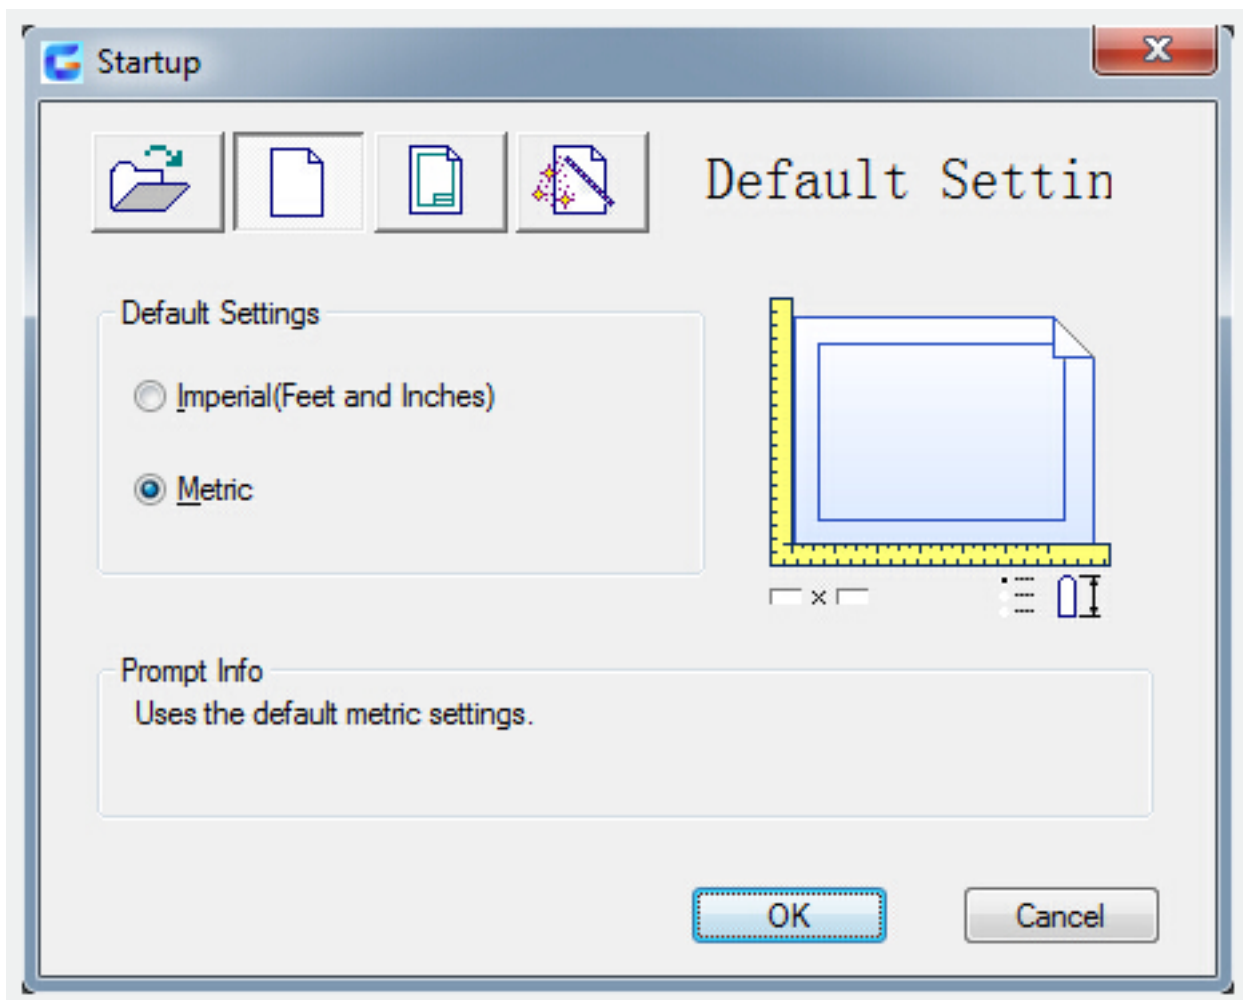 Startup
Default Settin
Default Settings
Imperial(Feet and Inches)
Metric
Prompt Info
Uses the default metric settings.
OK
Cancel